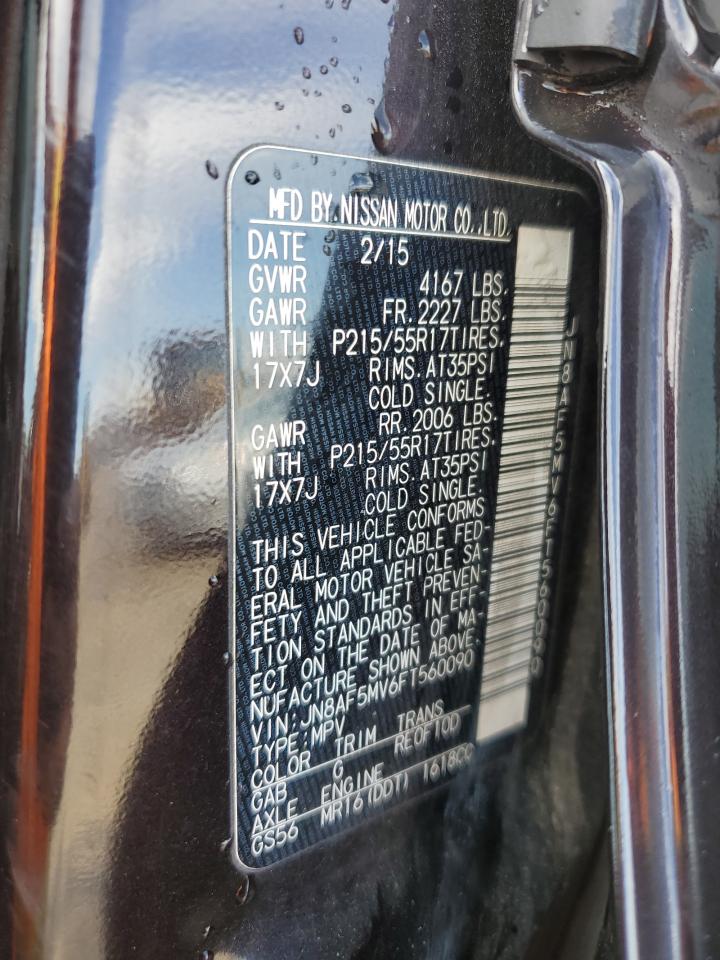 MFD BY NISSAN MOTOR CO.,LTD.
DATE 2/15
GVWR 4167 LBS.
GAWR FR.2227 LBS.
WITH P215/55R17TIRES.
17X7J RIMS.AT35PSI
COLD SINGLE.
GAWR RR.2006 LBS.
WITH P215/55R17TIRES.
17X7J RIMS.AT35PSI
COLD SINGLE.
THIS VEHICLE CONFORMS
TO ALL APPLICABLE FED-
ERAL MOTOR VEHICLE SA-
FETY AND THEFT PREVEN-
TION STANDARDS IN EFF-
ECT ON THE DATE OF MA-
NUFACTURE SHOWN ABOVE.
VIN:JN8AF5MV6FT560090
TYPE:MPV
COLOR TRIM TRANS
GAB G RE0FT0D
AXLE ENGINE
GS56 MR16(DDT) 1618CC
JN8AF5MV6FT560090